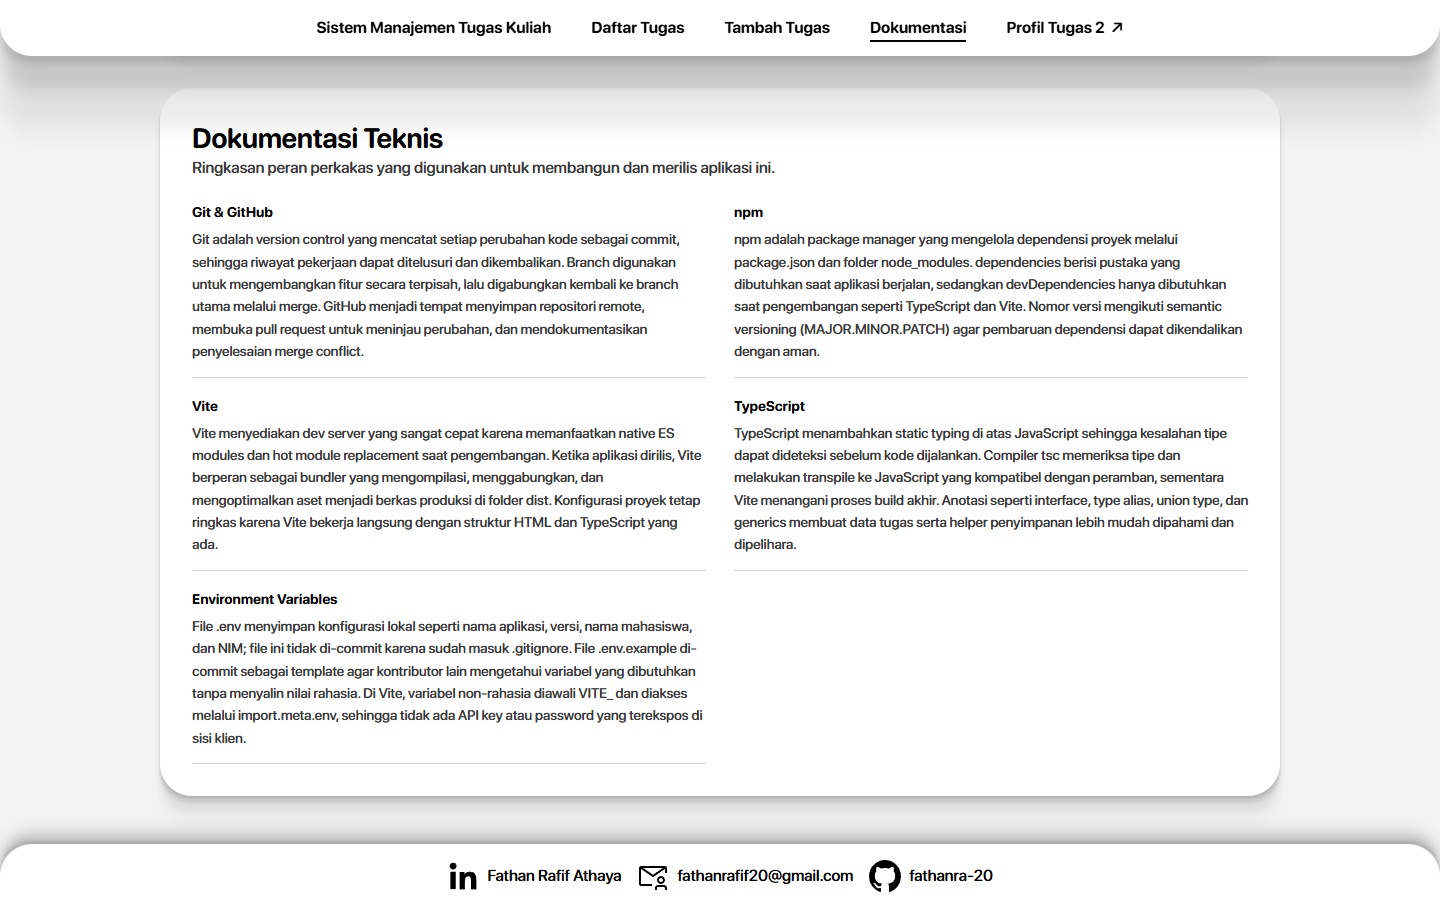 Sistem Manajemen Tugas Kuliah Daftar Tugas Tambah Tugas Dokumentasi Profil Tugas 2 ↗
Dokumentasi Teknis
Ringkasan peran perkakas yang digunakan untuk membangun dan merilis aplikasi ini.
Git & GitHub
Git adalah version control yang mencatat setiap perubahan kode sebagai commit,
sehingga riwayat pekerjaan dapat ditelusuri dan dikembalikan. Branch digunakan
untuk mengembangkan fitur secara terpisah, lalu digabungkan kembali ke branch
utama melalui merge. GitHub menjadi tempat menyimpan repositori remote,
membuka pull request untuk meninjau perubahan, dan mendokumentasikan
penyelesaian merge conflict.
npm
npm adalah package manager yang mengelola dependensi proyek melalui
package.json dan folder node_modules. dependencies berisi pustaka yang
dibutuhkan saat aplikasi berjalan, sedangkan devDependencies hanya dibutuhkan
saat pengembangan seperti TypeScript dan Vite. Nomor versi mengikuti semantic
versioning (MAJOR.MINOR.PATCH) agar pembaruan dependensi dapat dikendalikan
dengan aman.
Vite
Vite menyediakan dev server yang sangat cepat karena memanfaatkan native ES
modules dan hot module replacement saat pengembangan. Ketika aplikasi dirilis, Vite
berperan sebagai bundler yang mengompilasi, menggabungkan, dan
mengoptimalkan aset menjadi berkas produksi di folder dist. Konfigurasi proyek tetap
ringkas karena Vite bekerja langsung dengan struktur HTML dan TypeScript yang
ada.
TypeScript
TypeScript menambahkan static typing di atas JavaScript sehingga kesalahan tipe
dapat dideteksi sebelum kode dijalankan. Compiler tsc memeriksa tipe dan
melakukan transpile ke JavaScript yang kompatibel dengan peramban, sementara
Vite menangani proses build akhir. Anotasi seperti interface, type alias, union type, dan
generics membuat data tugas serta helper penyimpanan lebih mudah dipahami dan
dipelihara.
Environment Variables
File .env menyimpan konfigurasi lokal seperti nama aplikasi, versi, nama mahasiswa,
dan NIM; file ini tidak di-commit karena sudah masuk .gitignore. File .env.example di-
commit sebagai template agar kontributor lain mengetahui variabel yang dibutuhkan
tanpa menyalin nilai rahasia. Di Vite, variabel non-rahasia diawali VITE_ dan diakses
melalui import.meta.env, sehingga tidak ada API key atau password yang terekspos di
sisi klien.
in Fathan Rafif Athaya fathanrafif20@gmail.com fathanra-20